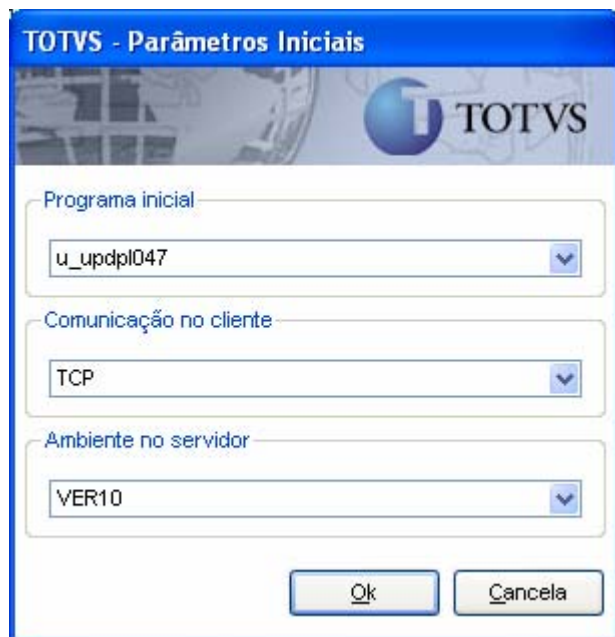 TOTVS - Parâmetros Iniciais
TOTVS
Programa inicial
u_updpl047
Comunicação no cliente
TCP
Ambiente no servidor
VER10
Ok
Cancela